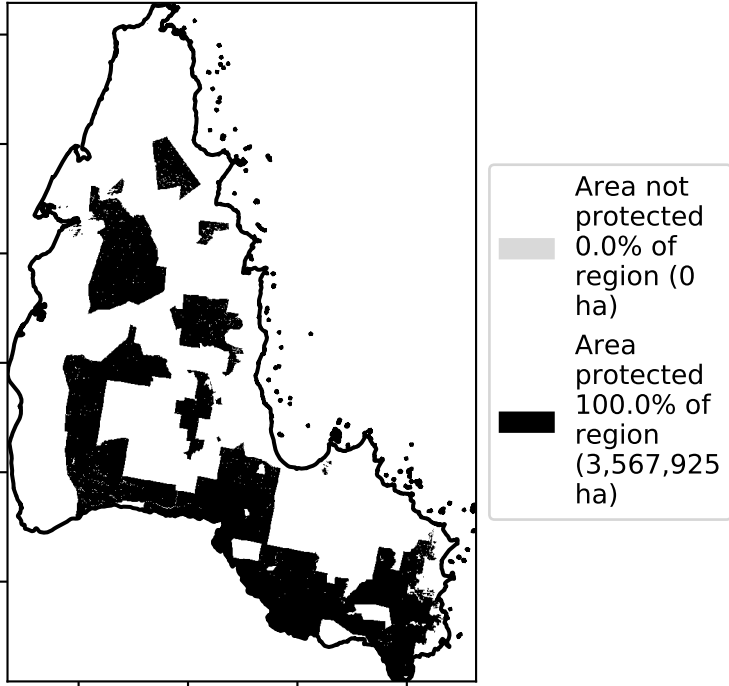 Area not
protected
0.0% of
region (0
ha)
Area
protected
100.0% of
region
(3,567,925
ha)